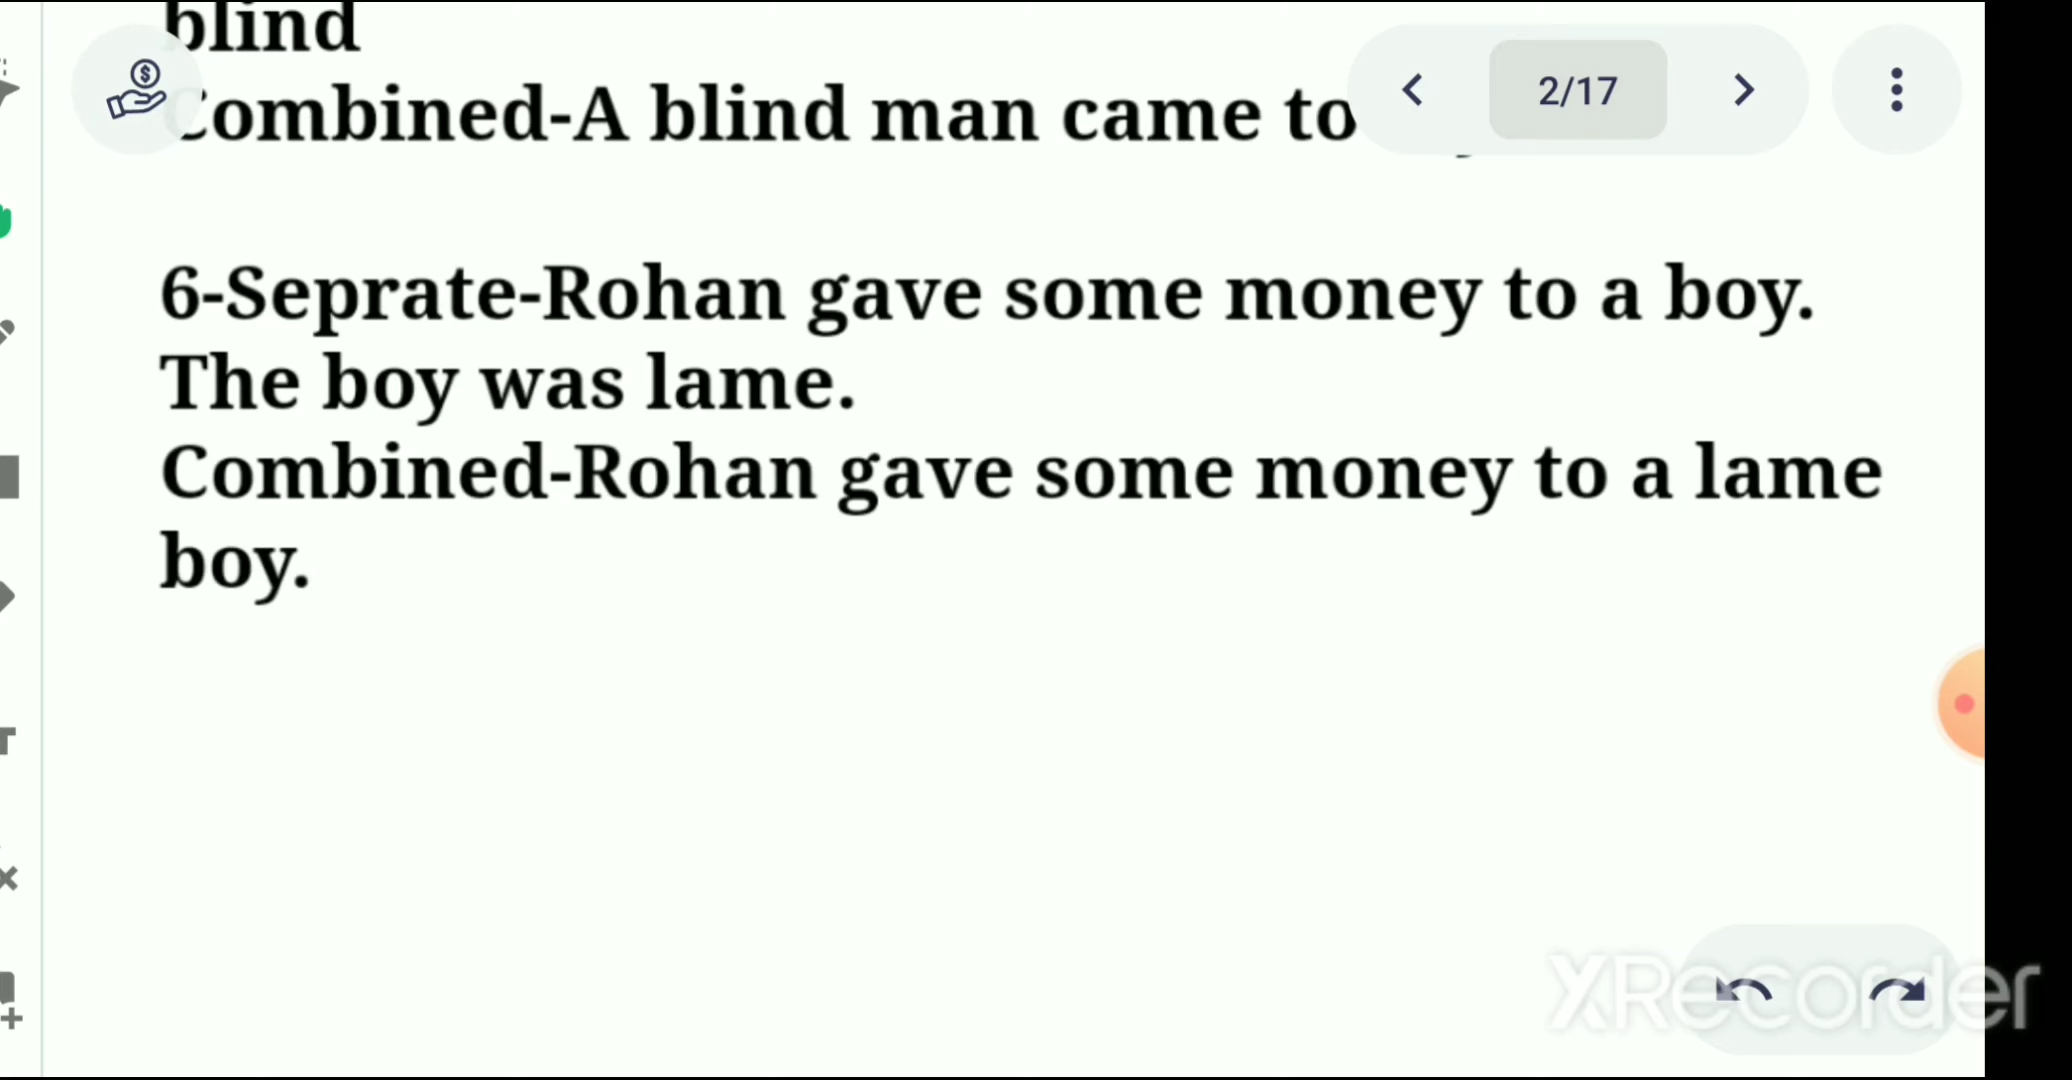 blind
Combined-A blind man came to
2/17
6-Seprate-Rohan gave some money to a boy.
The boy was lame.
Combined-Rohan gave some money to a lame
boy.
XRecorder